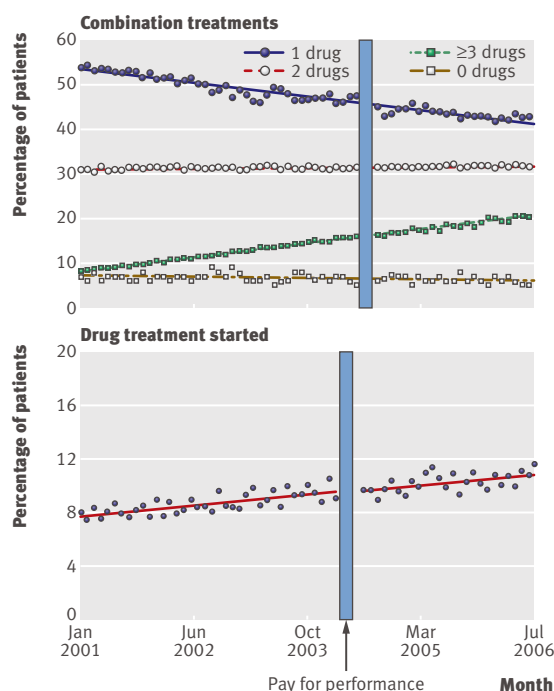 Combination treatments
Percentage of patients
60
50
40
30
20
10
0
1 drug
2 drugs
≥3 drugs
0 drugs
Drug treatment started
Percentage of patients
20
16
12
8
4
0
Jan 2001
Jun 2002
Oct 2003
Mar 2005
Jul 2006
Pay for performance
Month